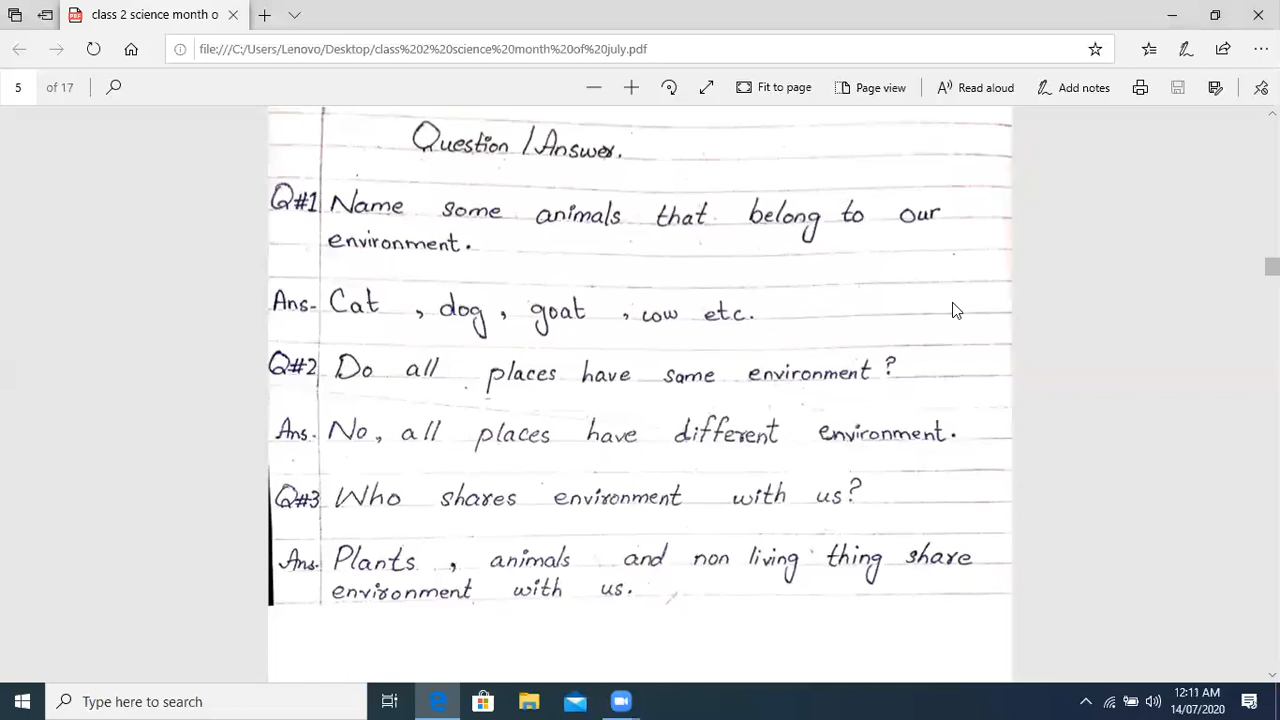 class 2 science month o
file:///C:/Users/Lenovo/Desktop/class%202%20science%20month%20of%20july.pdf
5 of 17 Fit to page Page view Read aloud Add notes
Question / Answer.
Q#1 Name some animals that belong to our
environment.
Ans- Cat , dog , goat , cow etc.
Q#2 Do all places have same environment ?
Ans. No, all places have different environment.
Q#3 Who shares environment with us?
Ans. Plants , animals and non living thing share
environment with us.
Type here to search
12:11 AM
14/07/2020